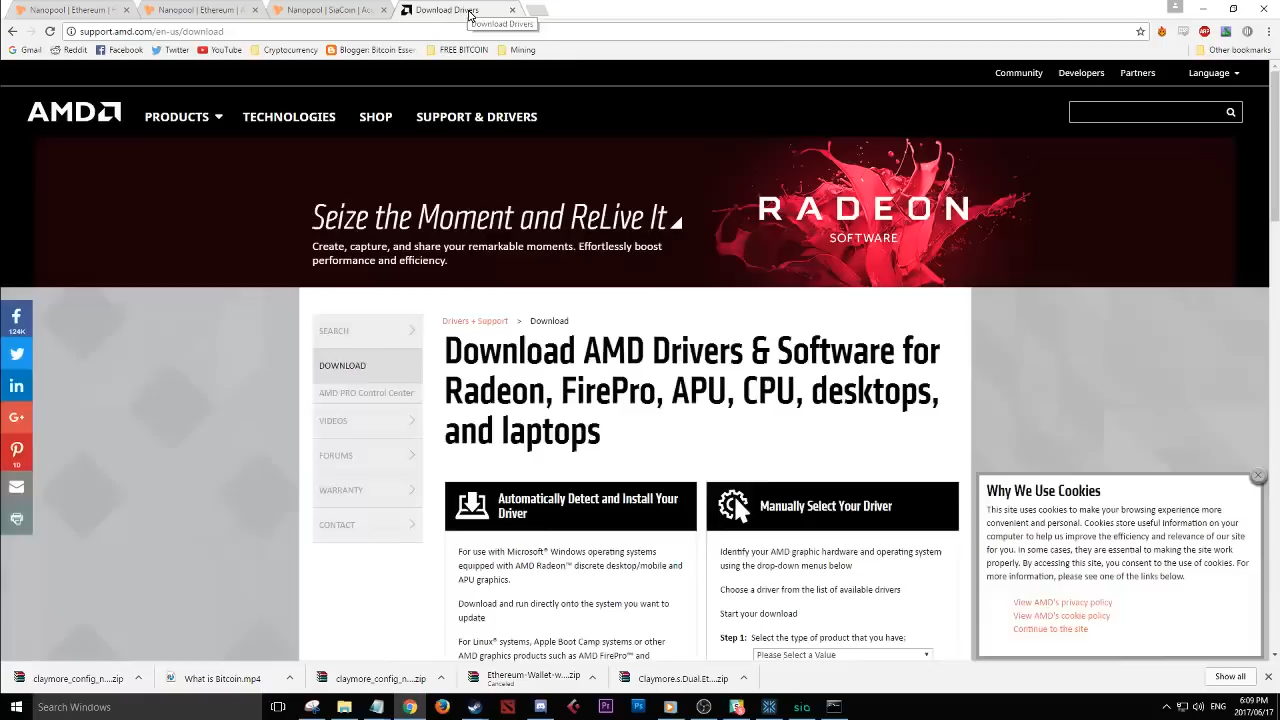 Nanopool | Ethereum |
Nanopool | Ethereum | A
Nanopool | SiaCoin | Acc
Download Drivers
Download Drivers
support.amd.com/en-us/download
Gmail
Reddit
Facebook
Twitter
YouTube
Cryptocurrency
Blogger: Bitcoin Esser
FREE BITCOIN
Mining
Other bookmarks
Community
Developers
Partners
Language
AMD
PRODUCTS
TECHNOLOGIES
SHOP
SUPPORT & DRIVERS
Seize the Moment and ReLive It
Create, capture, and share your remarkable moments. Effortlessly boost
performance and efficiency.
RADEON
SOFTWARE
124K
10
SEARCH
DOWNLOAD
AMD PRO Control Center
VIDEOS
FORUMS
WARRANTY
CONTACT
Drivers + Support > Download
Download AMD Drivers & Software for
Radeon, FirePro, APU, CPU, desktops,
and laptops
Automatically Detect and Install Your
Driver
For use with Microsoft® Windows operating systems
equipped with AMD Radeon™ discrete desktop/mobile and
APU graphics.
Download and run directly onto the system you want to
update
For Linux® systems, Apple Boot Camp systems or other
AMD graphics products such as AMD FirePro™ and
Manually Select Your Driver
Identify your AMD graphic hardware and operating system
using the drop-down menus below
Choose a driver from the list of available drivers
Start your download
Step 1: Select the type of product that you have:
Please Select a Value
Why We Use Cookies
This site uses cookies to make your browsing experience more
convenient and personal. Cookies store useful information on your
computer to help us improve the efficiency and relevance of our site
for you. In some cases, they are essential to making the site work
properly. By accessing this site, you consent to the use of cookies. For
more information, please see one of the links below.
View AMD's privacy policy
View AMD's cookie policy
Continue to the site
claymore_config_n....zip
What is Bitcoin.mp4
claymore_config_n....zip
Ethereum-Wallet-w....zip
Canceled
Claymore.s.Dual.Et....zip
Show all
Search Windows
sia
ENG
6:09 PM
2017/06/17